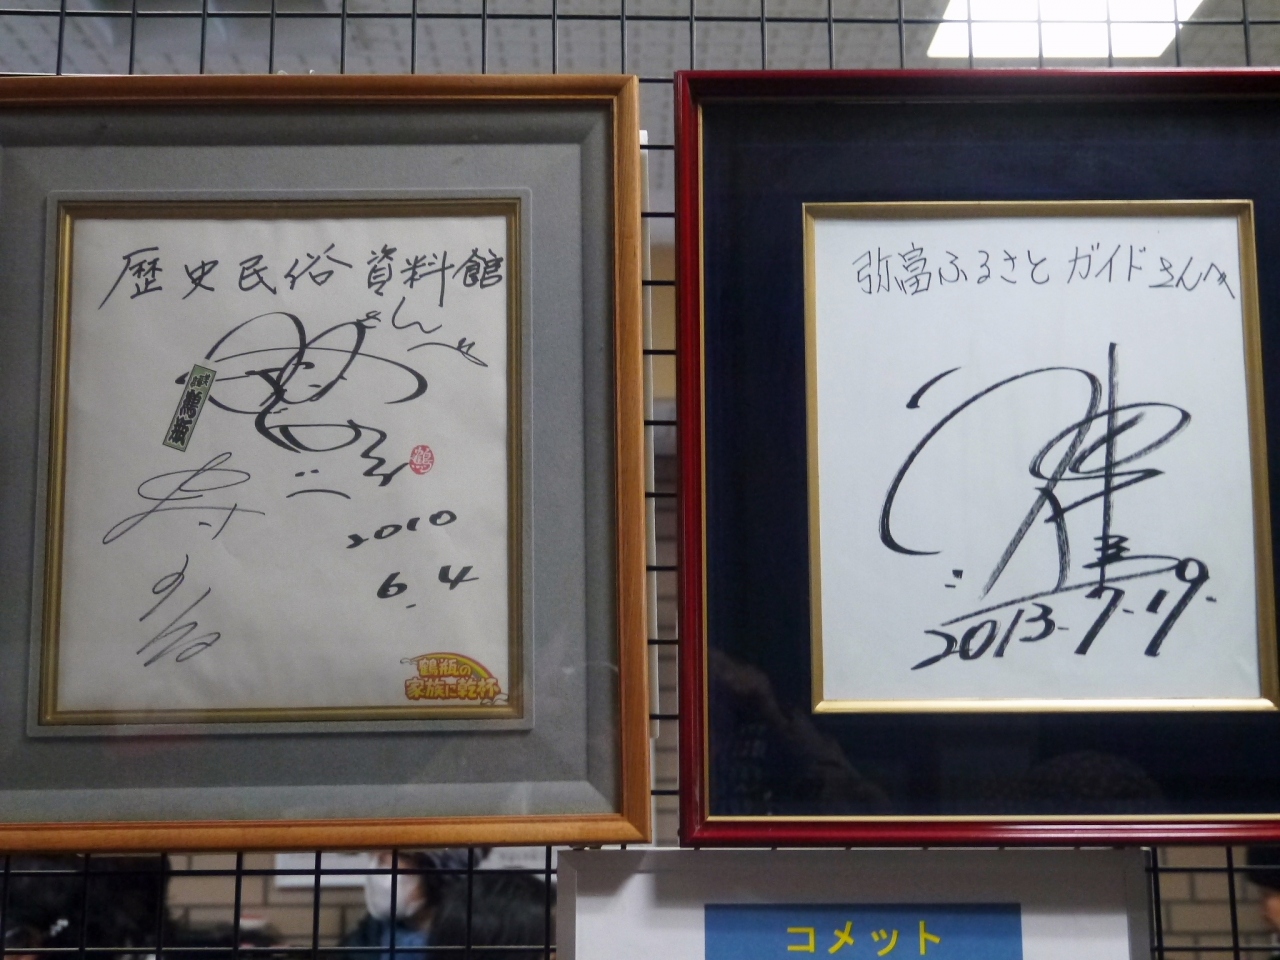 歴史民俗資料館
さんへ
鶴瓶
鶴
2010
6.4
鶴瓶の
家族に乾杯
弥富ふるさとガイドさんへ
2013.7.19.
コメット